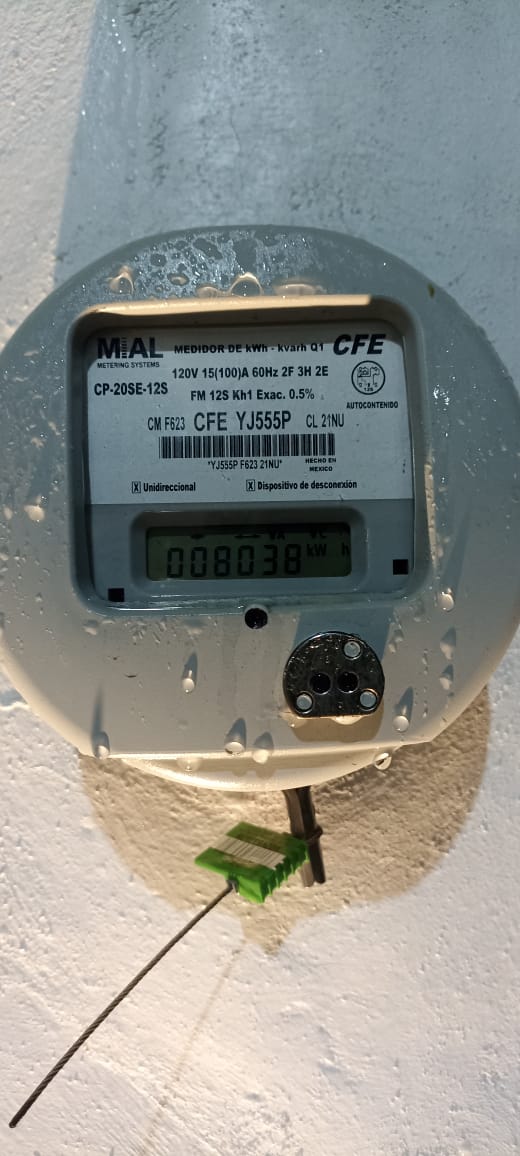 MIAL
METERING SYSTEMS
MEDIDOR DE kWh - kvarh Q1 CFE
120V 15(100)A 60Hz 2F 3H 2E
CP-20SE-12S
FM 12S Kh1 Exac. 0.5%
AUTOCONTENIDO
CM F623 CFE YJ555P CL 21NU
*YJ555P F623 21NU*
HECHO EN
MEXICO
X Unidireccional X Dispositivo de desconexión
008038 kW h